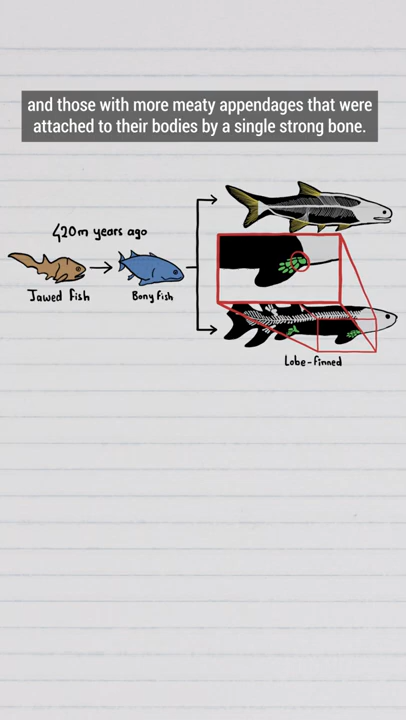 and those with more meaty appendages that were
attached to their bodies by a single strong bone.
420m years ago
Jawed fish
Bony fish
Lobe-finned